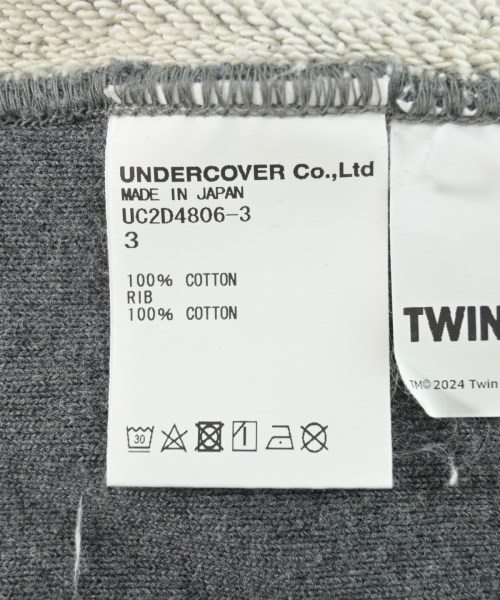 UNDERCOVER Co.,Ltd
MADE IN JAPAN
UC2D4806-3
3
100% COTTON
RIB
100% COTTON
30
TWIN
TM©2024 Twin